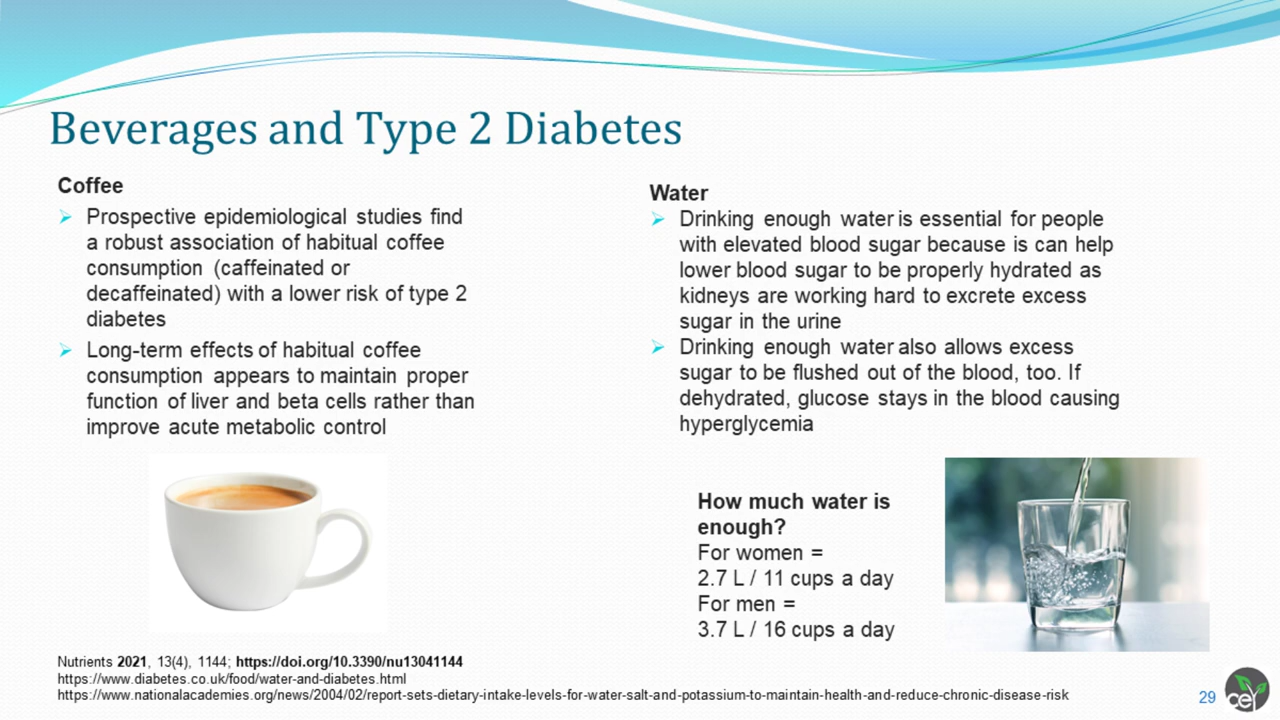 Beverages and Type 2 Diabetes
Coffee
Prospective epidemiological studies find
a robust association of habitual coffee
consumption (caffeinated or
decaffeinated) with a lower risk of type 2
diabetes
Long-term effects of habitual coffee
consumption appears to maintain proper
function of liver and beta cells rather than
improve acute metabolic control
Water
Drinking enough water is essential for people
with elevated blood sugar because is can help
lower blood sugar to be properly hydrated as
kidneys are working hard to excrete excess
sugar in the urine
Drinking enough water also allows excess
sugar to be flushed out of the blood, too. If
dehydrated, glucose stays in the blood causing
hyperglycemia
How much water is
enough?
For women =
2.7 L / 11 cups a day
For men =
3.7 L / 16 cups a day
Nutrients 2021, 13(4), 1144; https://doi.org/10.3390/nu13041144
https://www.diabetes.co.uk/food/water-and-diabetes.html
https://www.nationalacademies.org/news/2004/02/report-sets-dietary-intake-levels-for-water-salt-and-potassium-to-maintain-health-and-reduce-chronic-disease-risk
29